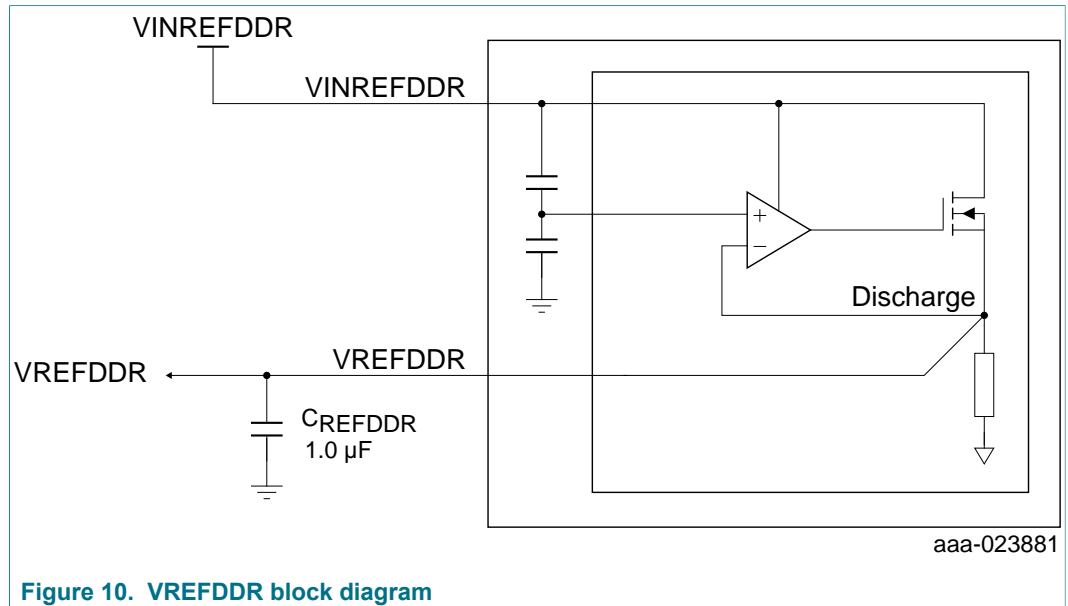 VINREFDDR
VINREFDDR
+
−
Discharge
VREFDDR
VREFDDR
CREFDDR
1.0 µF
aaa-023881
Figure 10. VREFDDR block diagram